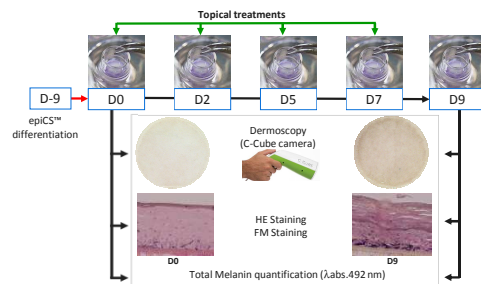 Topical treatments
D-9
D0
D2
D5
D7
D9
epiCS™
differentiation
Dermoscopy
(C-Cube camera)
HE Staining
FM Staining
D0
D9
Total Melanin quantification (λabs.492 nm)